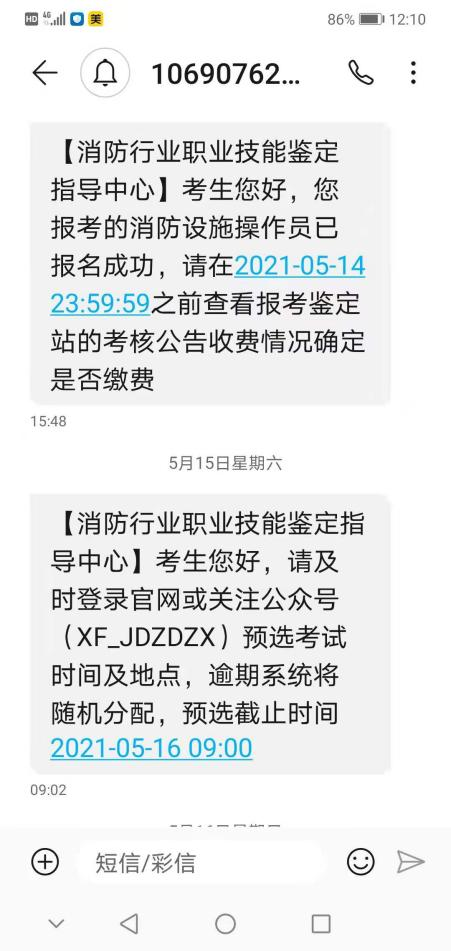 HD 4G 美 86% 12:10
10690762...
【消防行业职业技能鉴定
指导中心】考生您好，您
报考的消防设施操作员已
报名成功，请在2021-05-14
23:59:59之前查看报考鉴定
站的考核公告收费情况确定
是否缴费
15:48
5月15日星期六
【消防行业职业技能鉴定指
导中心】考生您好，请及
时登录官网或关注公众号
（XF_JDZDZX）预选考试
时间及地点，逾期系统将
随机分配，预选截止时间
2021-05-16 09:00
09:02
短信/彩信